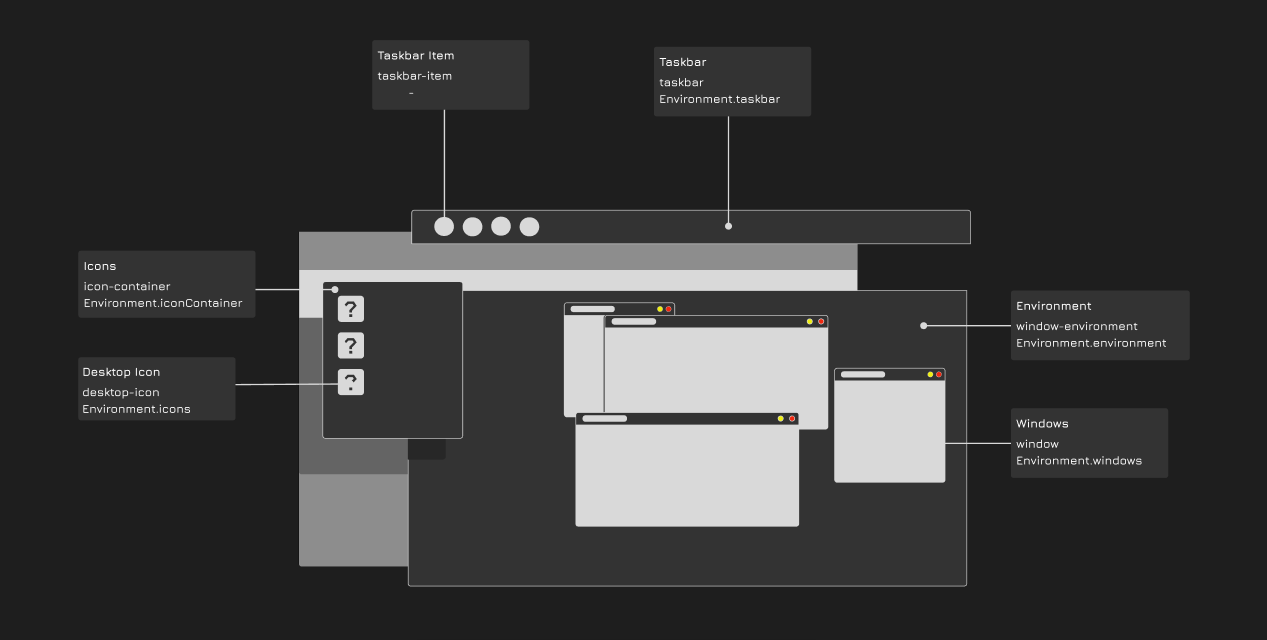 Taskbar Item
taskbar-item
-
Taskbar
taskbar
Environment.taskbar
Icons
icon-container
Environment.iconContainer
?
?
?
Desktop Icon
desktop-icon
Environment.icons
Environment
window-environment
Environment.environment
Windows
window
Environment.windows